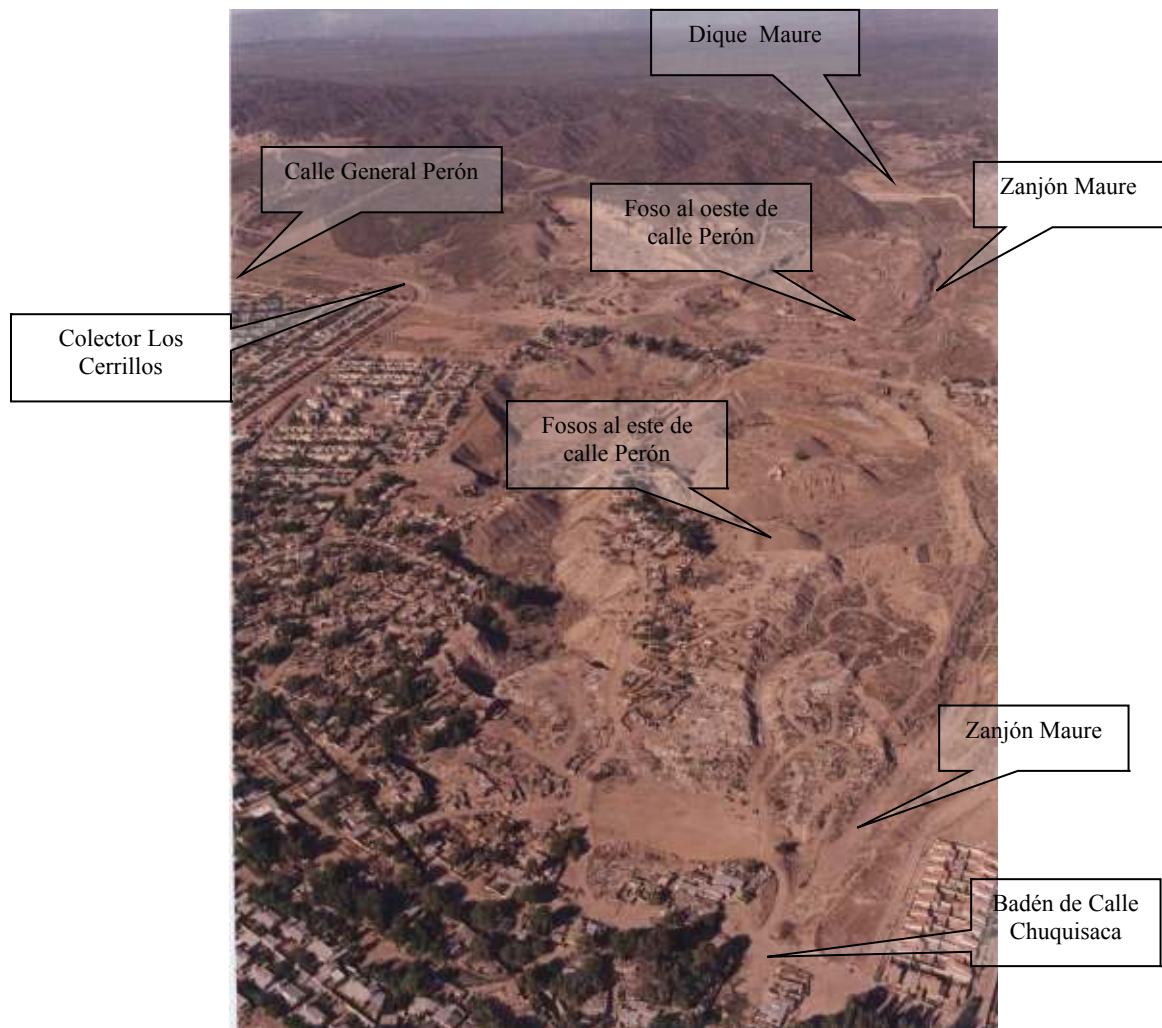 Dique Maure
Calle General Perón
Zanjón Maure
Foso al oeste de
calle Perón
Colector Los
Cerrillos
Fosos al este de
calle Perón
Zanjón Maure
Badén de Calle
Chuquisaca